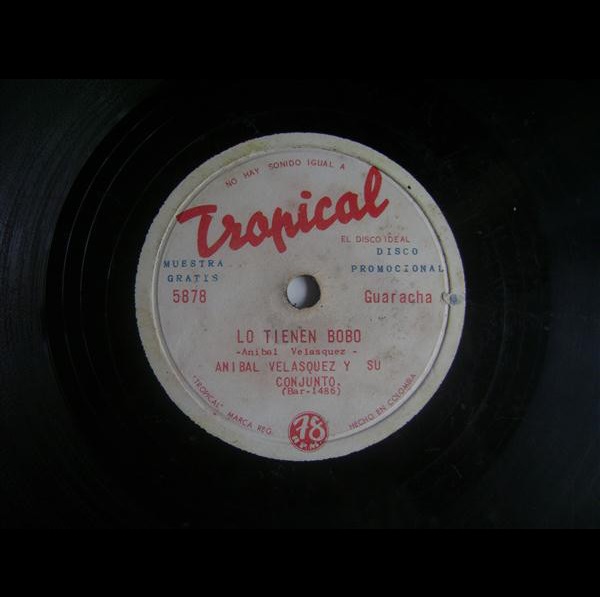 NO HAY SONIDO IGUAL A
Tropical
EL DISCO IDEAL
MUESTRA
GRATIS
DISCO
PROMOCIONAL
5878
Guaracha
LO TIENEN BOBO
-Anibal Velasquez -
ANIBAL VELASQUEZ Y SU
CONJUNTO.
(Bar-1486)
"TROPICAL" MARCA REG.
78
R.P.M.
HECHO EN COLOMBIA